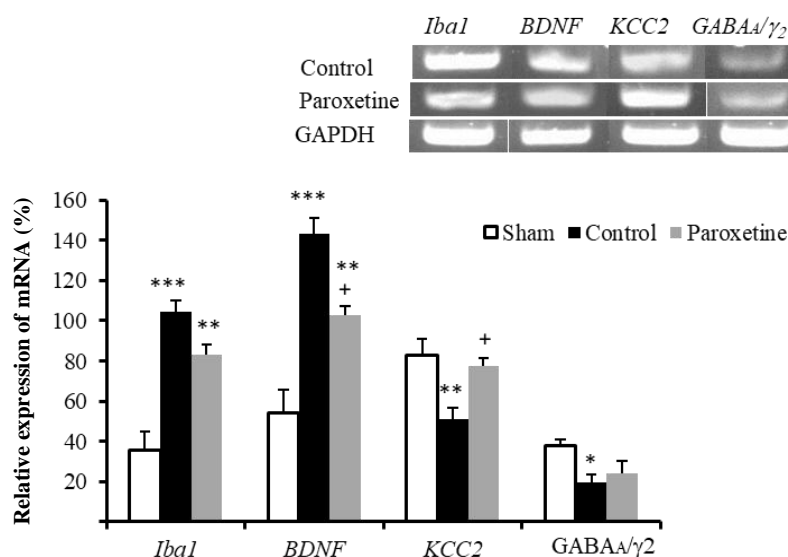 Iba1 BDNF KCC2 GABAA/γ2
Control
Paroxetine
GAPDH
Relative expression of mRNA (%)
160
140
120
100
80
60
40
20
Sham Control Paroxetine
***
**
***
**
+
**
+
*
Iba1 BDNF KCC2 GABAA/γ2